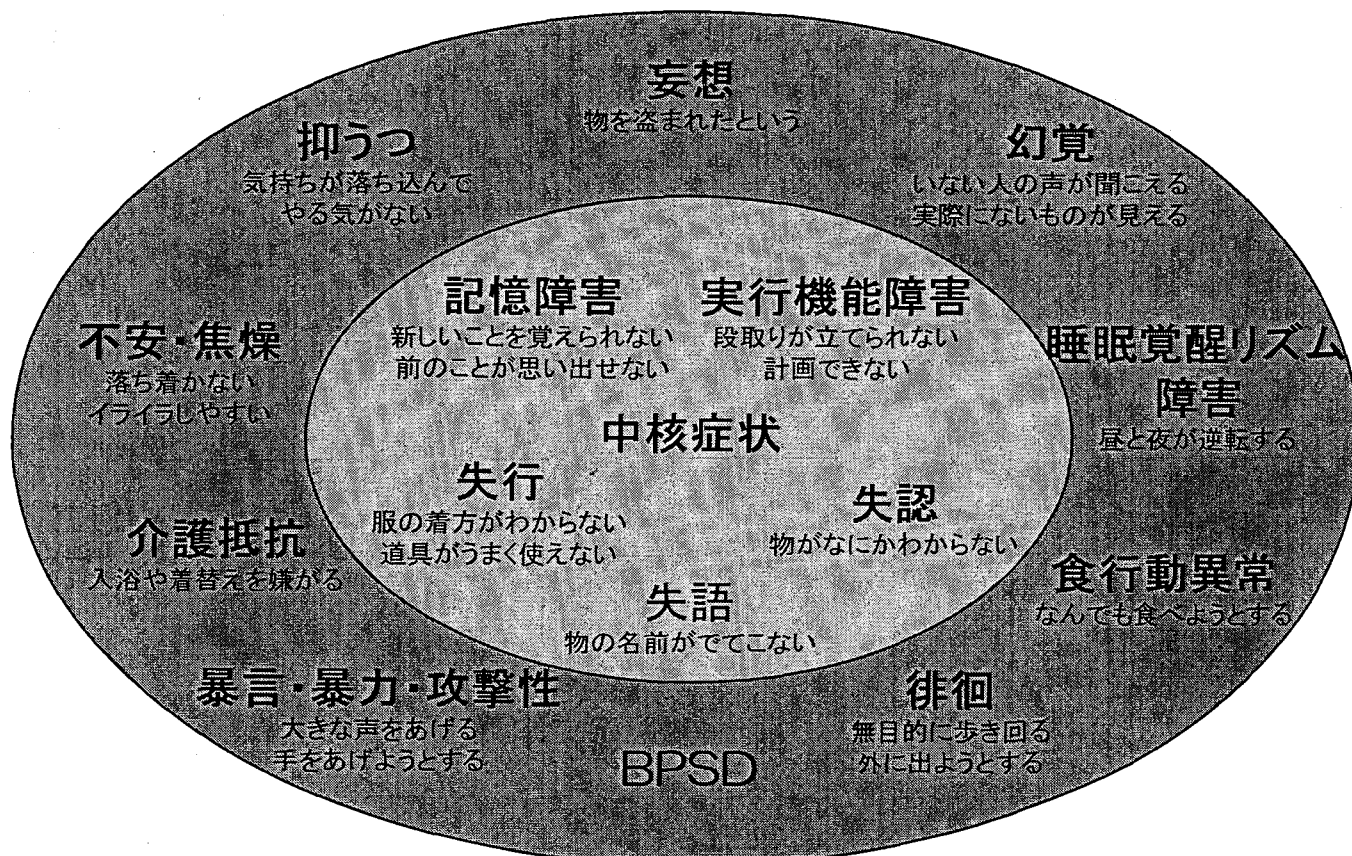 妄想
物を盗まれたという
抑うつ
気持ちが落ち込んで
やる気がない
幻覚
いない人の声が聞こえる
実際にないものが見える
記憶障害
新しいことを覚えられない
前のことが思い出せない
実行機能障害
段取りが立てられない
計画できない
不安・焦燥
落ち着かない
イライラしやすい
睡眠覚醒リズム
障害
昼と夜が逆転する
中核症状
失行
服の着方がわからない
道具がうまく使えない
失認
物がなにかわからない
介護抵抗
入浴や着替えを嫌がる
食行動異常
なんでも食べようとする
失語
物の名前がでてこない
暴言・暴力・攻撃性
大きな声をあげる
手をあげようとする
徘徊
無目的に歩き回る
外に出ようとする
BPSD